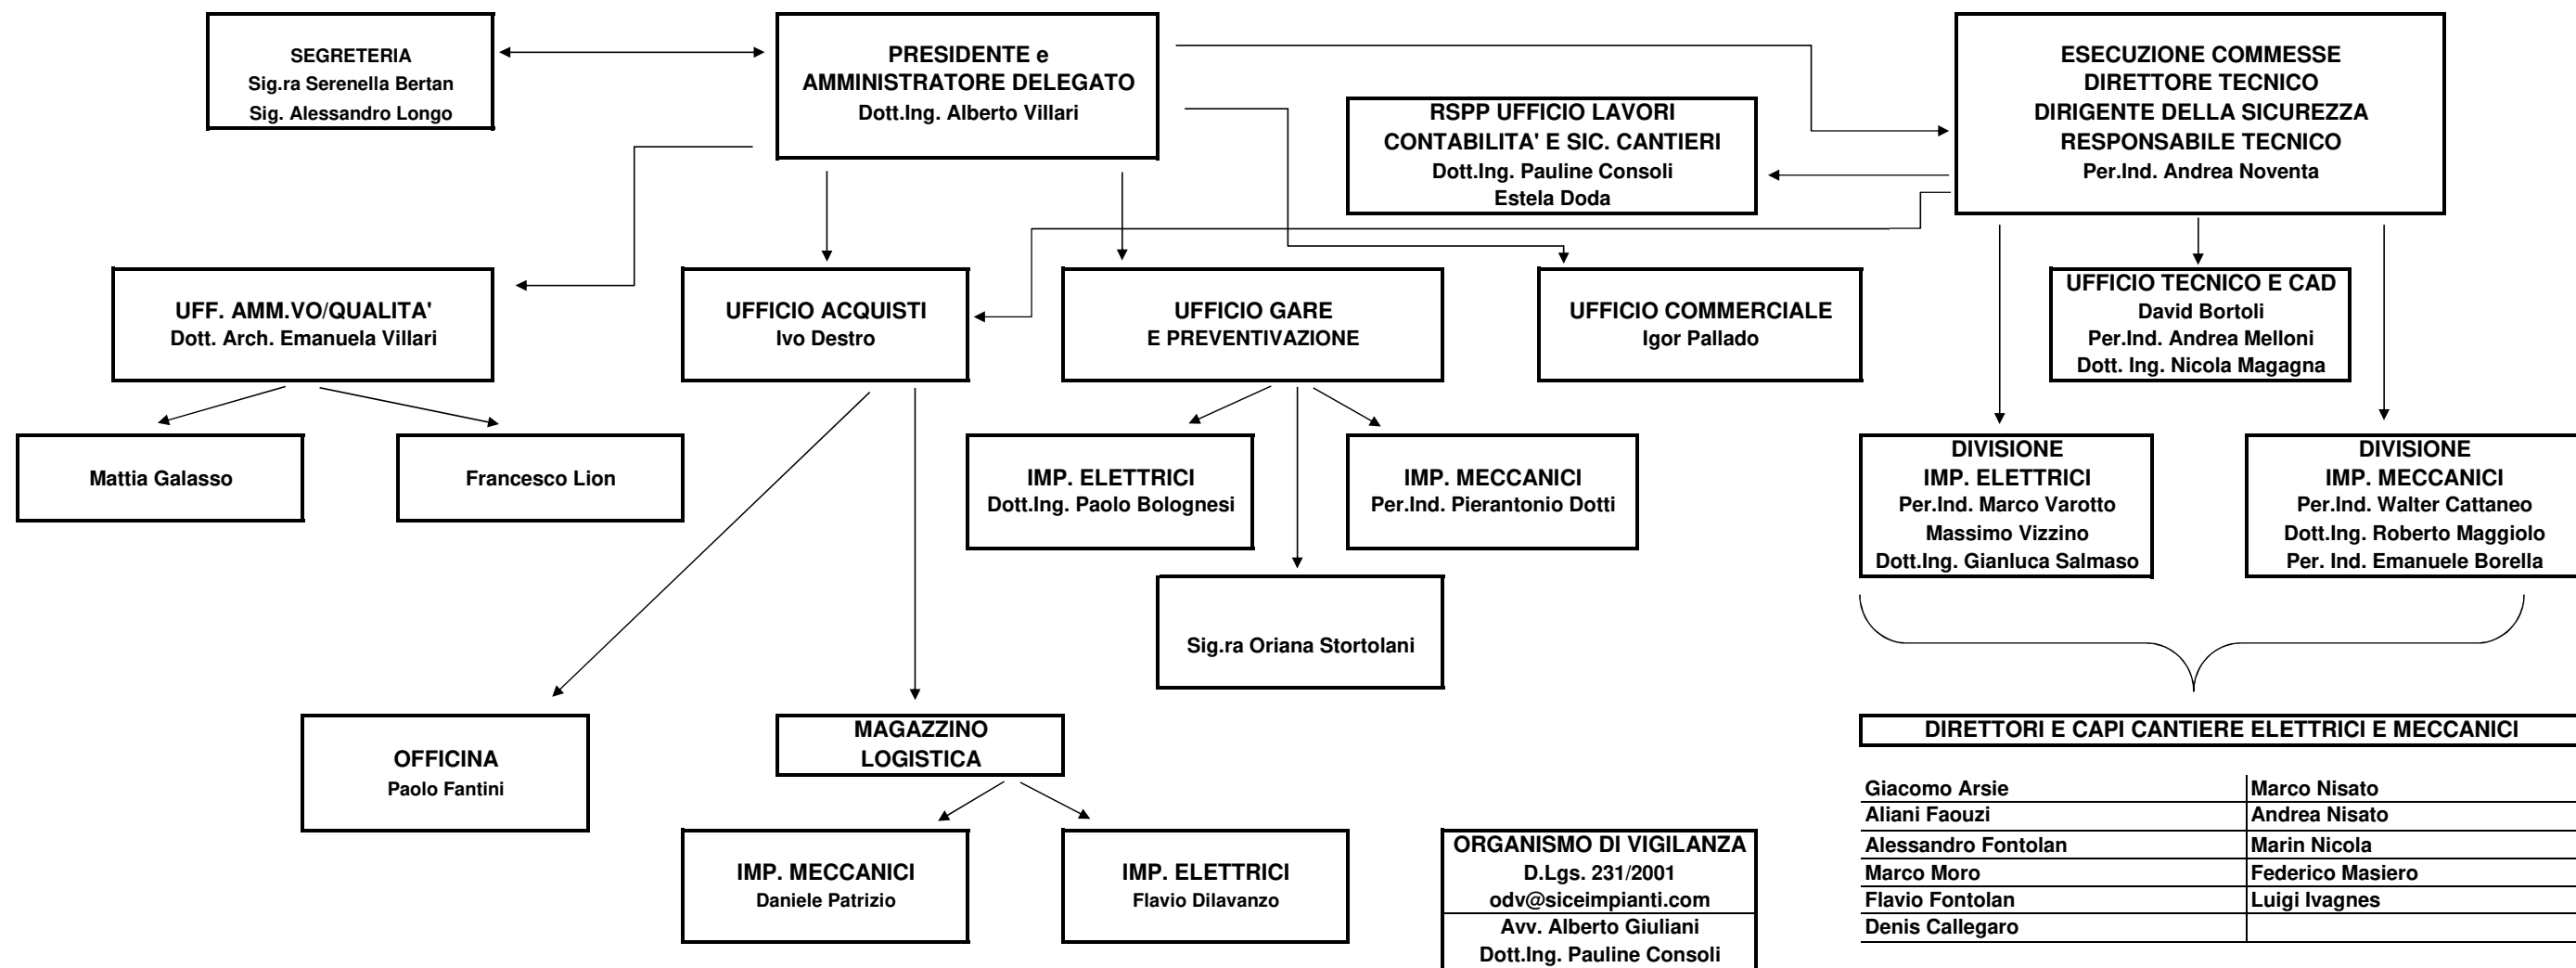 SEGRETERIA
Sig.ra Serenella Bertan
Sig. Alessandro Longo
PRESIDENTE e
AMMINISTRATORE DELEGATO
Dott.Ing. Alberto Villari
RSPP UFFICIO LAVORI
CONTABILITA' E SIC. CANTIERI
Dott.Ing. Pauline Consoli
Estela Doda
ESECUZIONE COMMESSE
DIRETTORE TECNICO
DIRIGENTE DELLA SICUREZZA
RESPONSABILE TECNICO
Per.Ind. Andrea Noventa
UFF. AMM.VO/QUALITA'
Dott. Arch. Emanuela Villari
UFFICIO ACQUISTI
Ivo Destro
UFFICIO GARE
E PREVENTIVAZIONE
UFFICIO COMMERCIALE
Igor Pallado
UFFICIO TECNICO E CAD
David Bortoli
Per.Ind. Andrea Melloni
Dott. Ing. Nicola Magagna
Mattia Galasso
Francesco Lion
IMP. ELETTRICI
Dott.Ing. Paolo Bolognesi
IMP. MECCANICI
Per.Ind. Pierantonio Dotti
DIVISIONE
IMP. ELETTRICI
Per.Ind. Marco Varotto
Massimo Vizzino
Dott.Ing. Gianluca Salmaso
DIVISIONE
IMP. MECCANICI
Per.Ind. Walter Cattaneo
Dott.Ing. Roberto Maggiolo
Per. Ind. Emanuele Borella
Sig.ra Oriana Stortolani
OFFICINA
Paolo Fantini
MAGAZZINO
LOGISTICA
IMP. MECCANICI
Daniele Patrizio
IMP. ELETTRICI
Flavio Dilavanzo
ORGANISMO DI VIGILANZA
D.Lgs. 231/2001
odv@siceimpianti.com
Avv. Alberto Giuliani
Dott.Ing. Pauline Consoli
DIRETTORI E CAPI CANTIERE ELETTRICI E MECCANICI
Giacomo Arsie Marco Nisato
Aliani Faouzi Andrea Nisato
Alessandro Fontolan Marin Nicola
Marco Moro Federico Masiero
Flavio Fontolan Luigi Ivagnes
Denis Callegaro